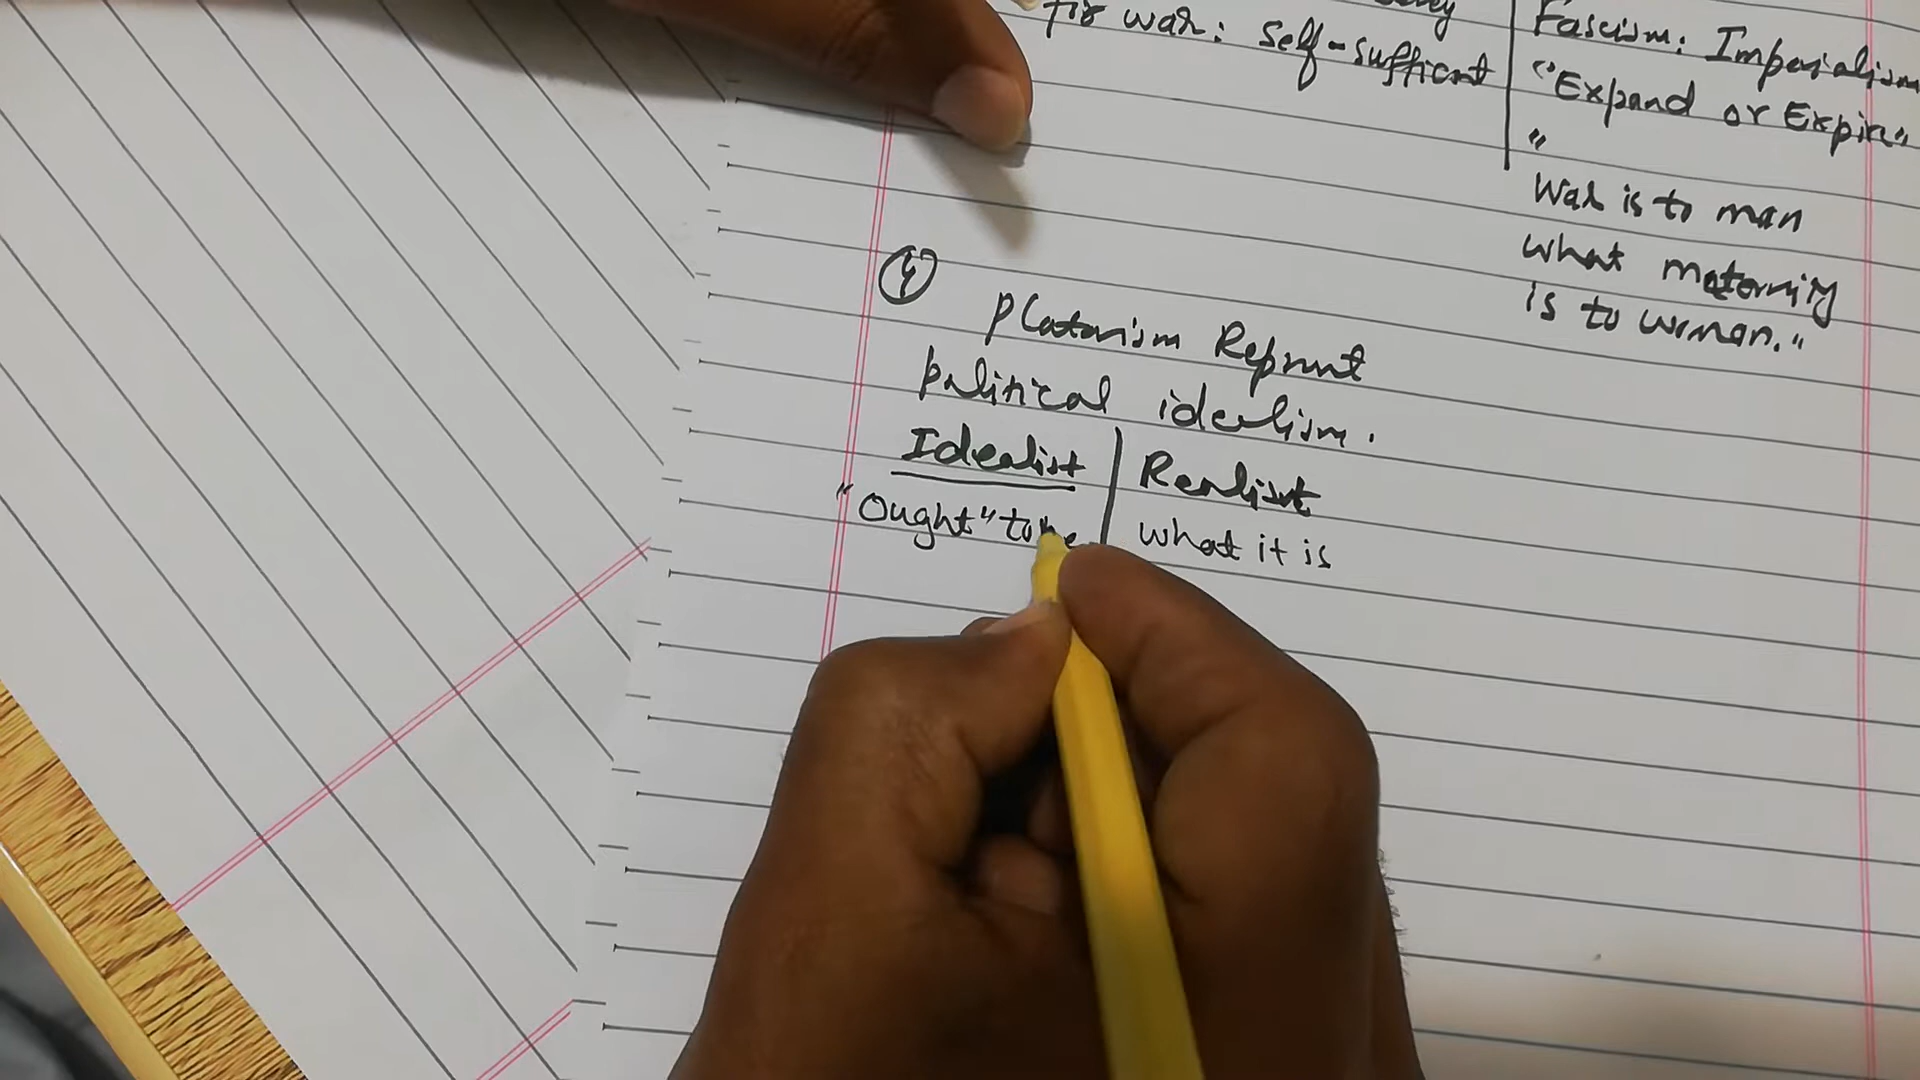 for war: self-sufficient
Fascism: Imperialism
"Expand or Expire"
"
War is to man
what maternity
is to woman."
④
Platonism Reprsnt
political idealism.
Idealist | Realist
"Ought" to be | what it is